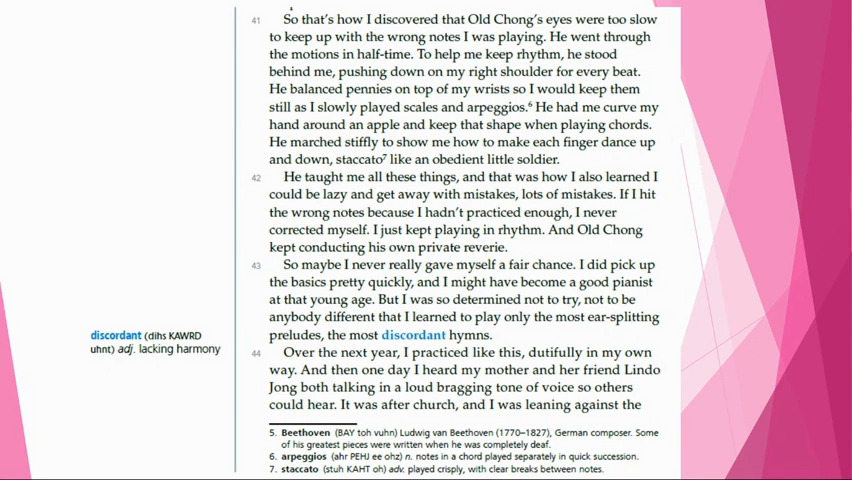 41 So that's how I discovered that Old Chong's eyes were too slow
to keep up with the wrong notes I was playing. He went through
the motions in half-time. To help me keep rhythm, he stood
behind me, pushing down on my right shoulder for every beat.
He balanced pennies on top of my wrists so I would keep them
still as I slowly played scales and arpeggios.⁶ He had me curve my
hand around an apple and keep that shape when playing chords.
He marched stiffly to show me how to make each finger dance up
and down, staccato⁷ like an obedient little soldier.
42 He taught me all these things, and that was how I also learned I
could be lazy and get away with mistakes, lots of mistakes. If I hit
the wrong notes because I hadn't practiced enough, I never
corrected myself. I just kept playing in rhythm. And Old Chong
kept conducting his own private reverie.
43 So maybe I never really gave myself a fair chance. I did pick up
the basics pretty quickly, and I might have become a good pianist
at that young age. But I was so determined not to try, not to be
anybody different that I learned to play only the most ear-splitting
preludes, the most discordant hymns.
discordant (dihs KAWRD
uhnt) adj. lacking harmony
44 Over the next year, I practiced like this, dutifully in my own
way. And then one day I heard my mother and her friend Lindo
Jong both talking in a loud bragging tone of voice so others
could hear. It was after church, and I was leaning against the
5. Beethoven (BAY toh vuhn) Ludwig van Beethoven (1770–1827), German composer. Some
of his greatest pieces were written when he was completely deaf.
6. arpeggios (ahr PEHJ ee ohz) n. notes in a chord played separately in quick succession.
7. staccato (stuh KAHT oh) adv. played crisply, with clear breaks between notes.